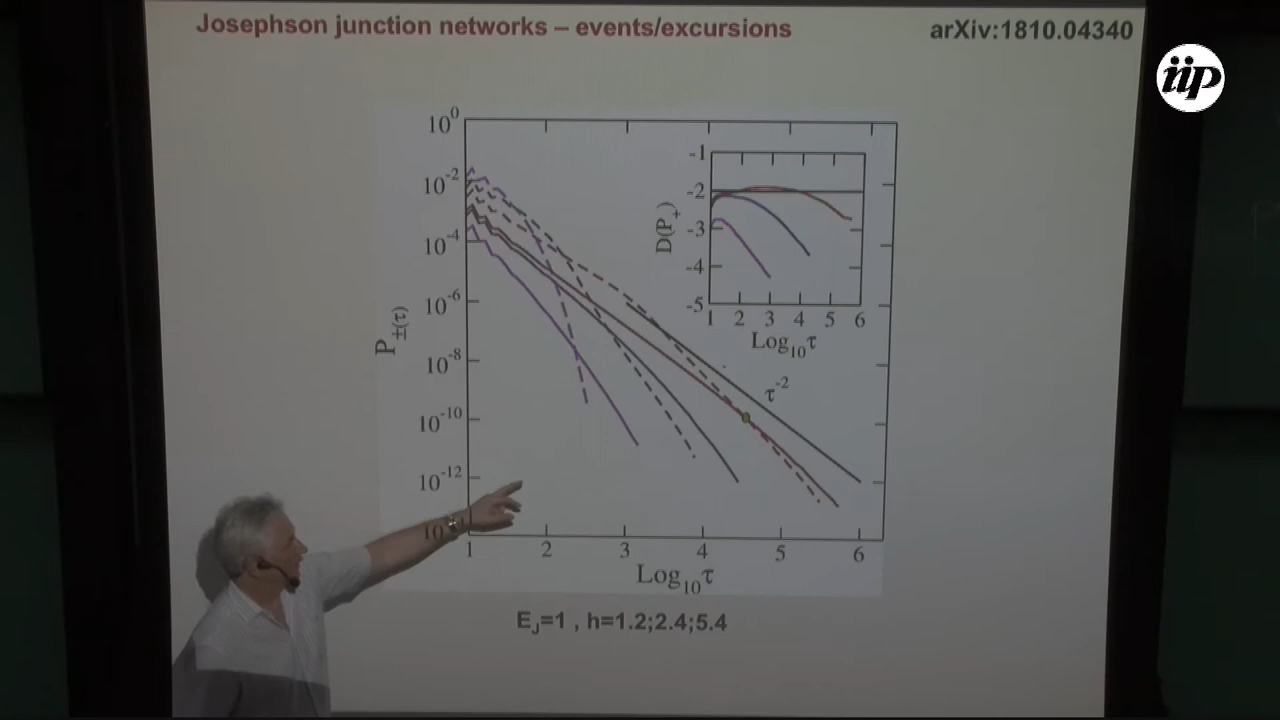 Josephson junction networks – events/excursions
arXiv:1810.04340
iip
10^0
10^-2
10^-4
10^-6
10^-8
10^-10
10^-12
P±(τ)
1 2 3 4 5 6
Log10τ
-1
-2
-3
-4
-5
D(P±)
1 2 3 4 5 6
Log10τ
τ^-2
EJ=1 , h=1.2;2.4;5.4